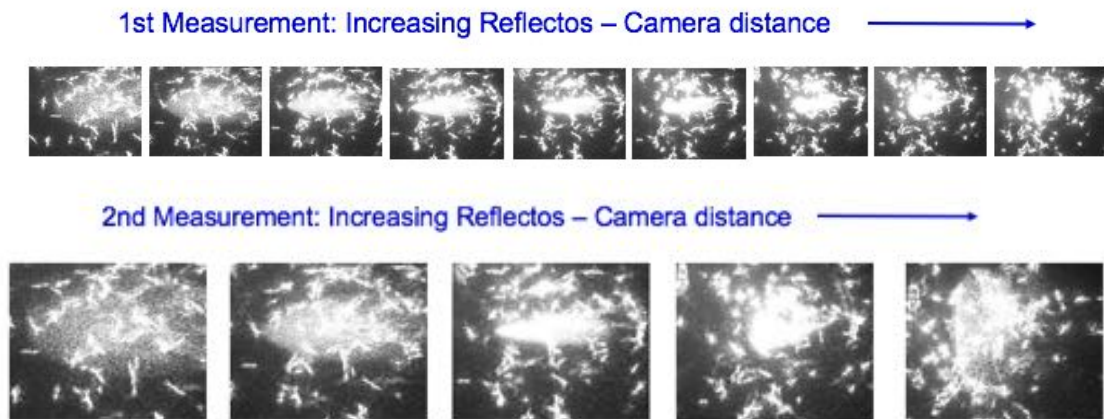 1st Measurement: Increasing Reflectos – Camera distance
2nd Measurement: Increasing Reflectos – Camera distance